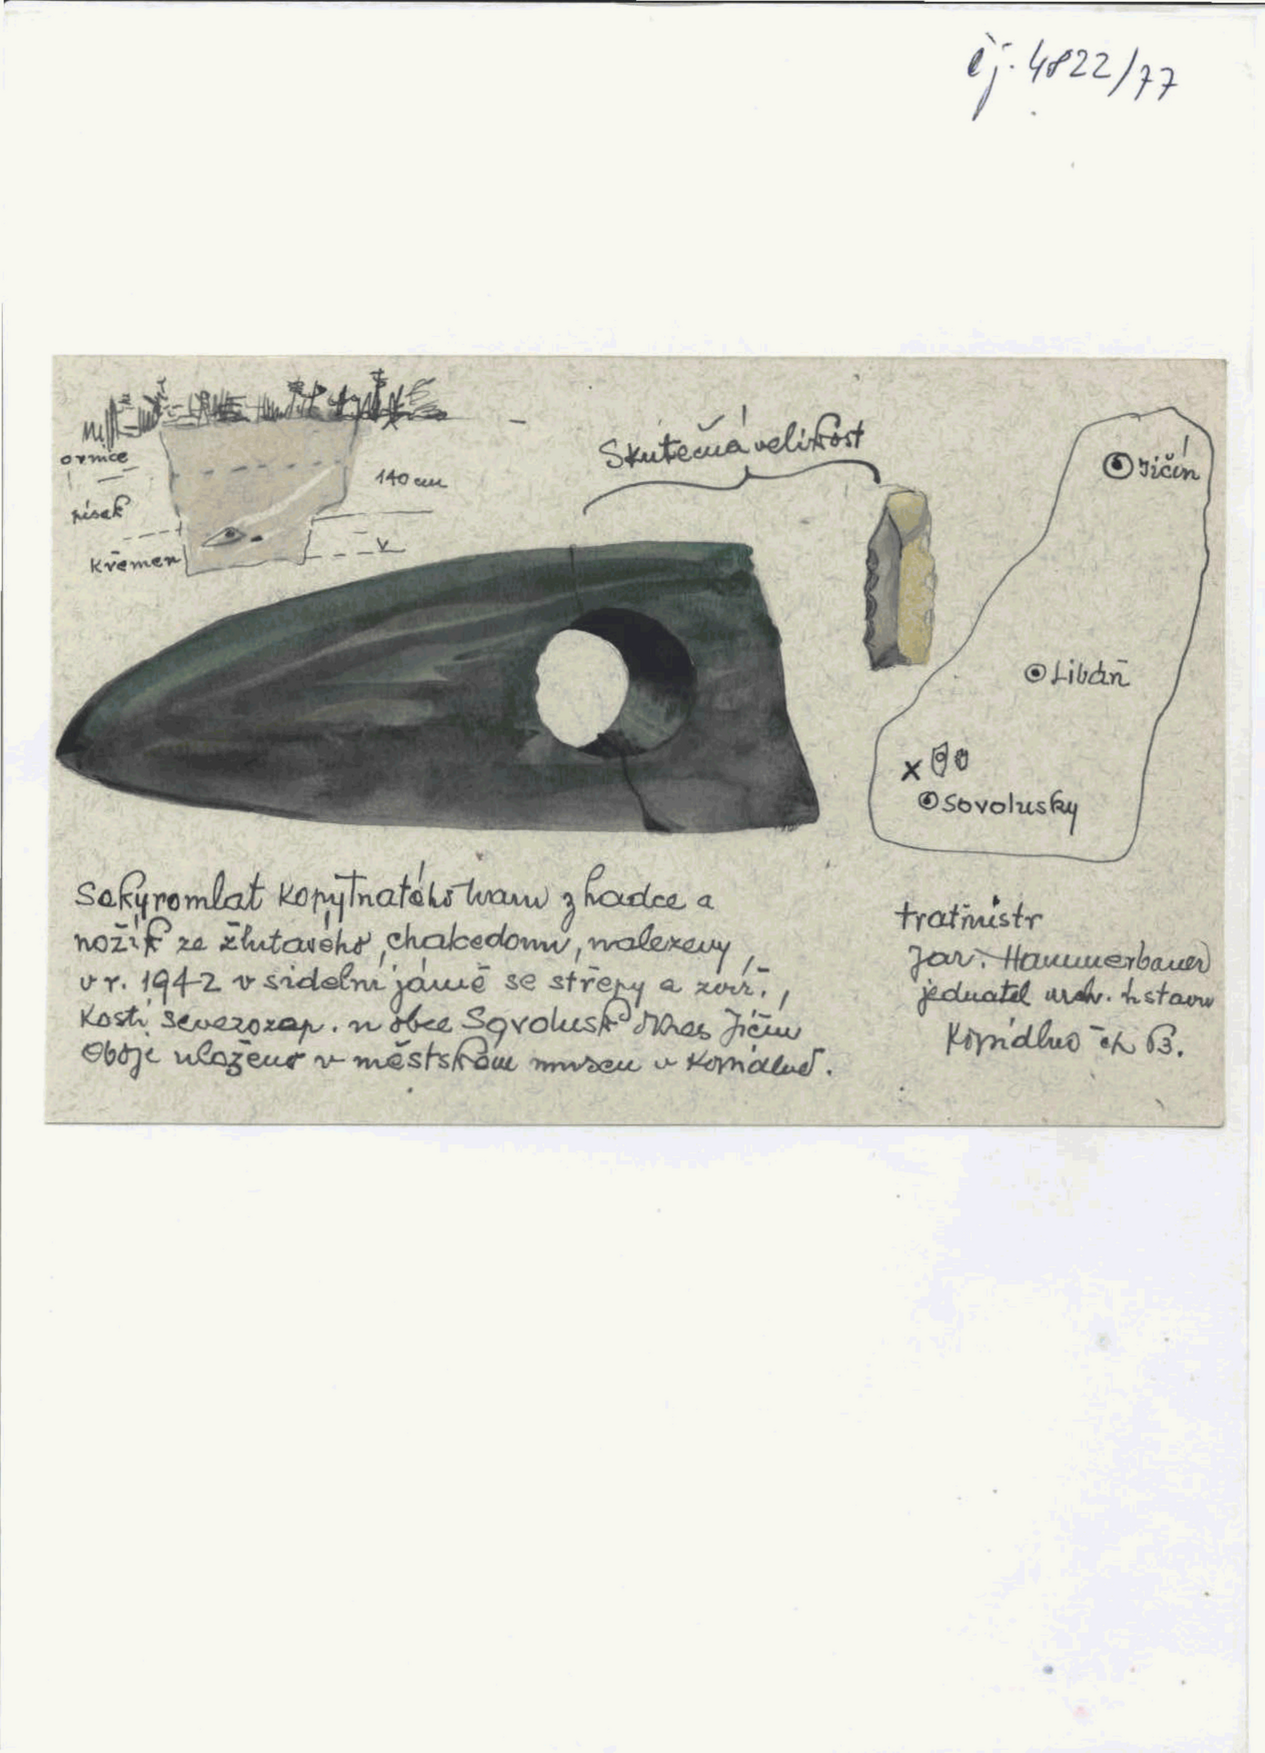 čj. 4822/77
Skutečná velikost
ornice
140 cm
písek
křemen
Jičín
Libáň
x
Sovolusky
Sekyromlat kopytnatého tvaru z hadce a
nožík ze žlutavého chalcedonu, nalezeny
v r. 1942 v sídelní jámě se střepy a zvíř.
kostí severozap. u obce Sovolusk okres Jičín
Obojí uloženo v městském museu v Kopidlně.
traťmistr
Jar. Hammerbauer
jednatel arch. ústavu
Kopidlno čp.